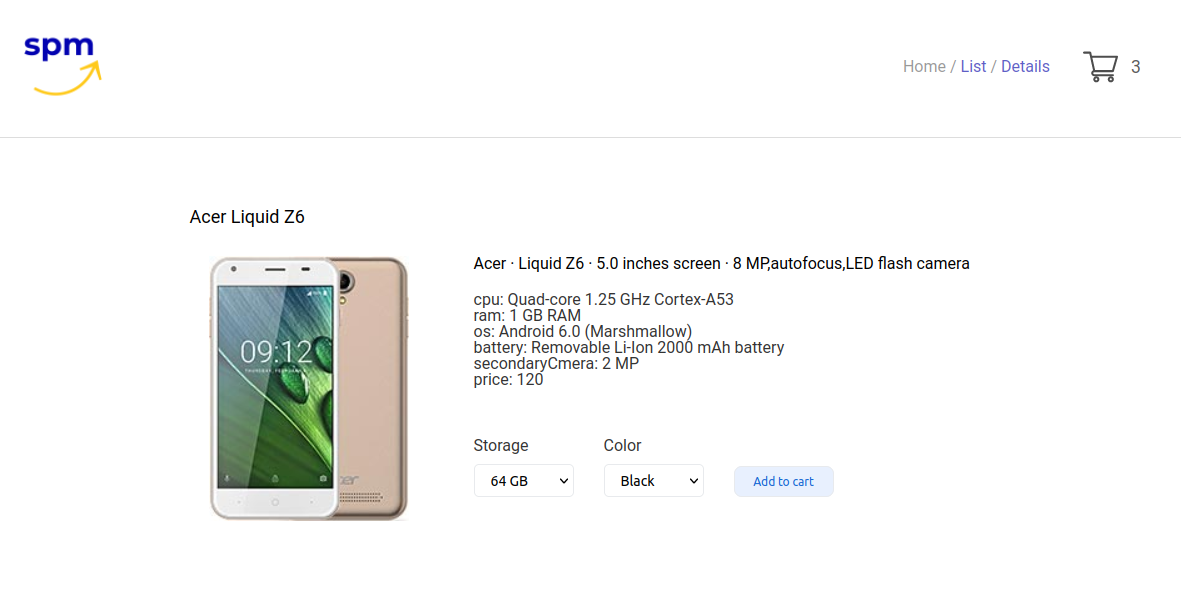 spm
Home / List / Details
3
Acer Liquid Z6
09:12
Acer · Liquid Z6 · 5.0 inches screen · 8 MP,autofocus,LED flash camera
cpu: Quad-core 1.25 GHz Cortex-A53
ram: 1 GB RAM
os: Android 6.0 (Marshmallow)
battery: Removable Li-Ion 2000 mAh battery
secondaryCmera: 2 MP
price: 120
Storage Color
64 GB Black Add to cart